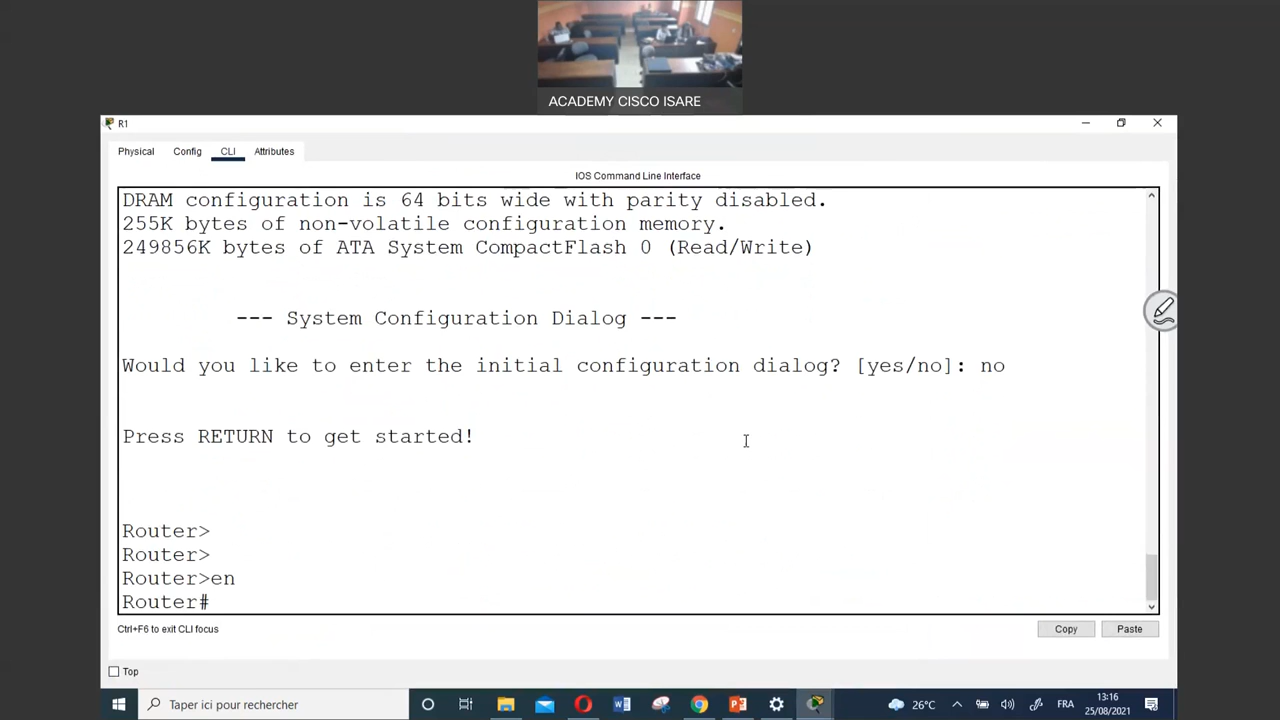 ACADEMY CISCO ISARE
R1
Physical Config CLI Attributes
IOS Command Line Interface
DRAM configuration is 64 bits wide with parity disabled.
255K bytes of non-volatile configuration memory.
249856K bytes of ATA System CompactFlash 0 (Read/Write)
--- System Configuration Dialog ---
Would you like to enter the initial configuration dialog? [yes/no]: no
Press RETURN to get started!
Router>
Router>
Router>en
Router#
Ctrl+F6 to exit CLI focus
Copy Paste
Top
Taper ici pour rechercher
26°C
FRA
13:16
25/08/2021